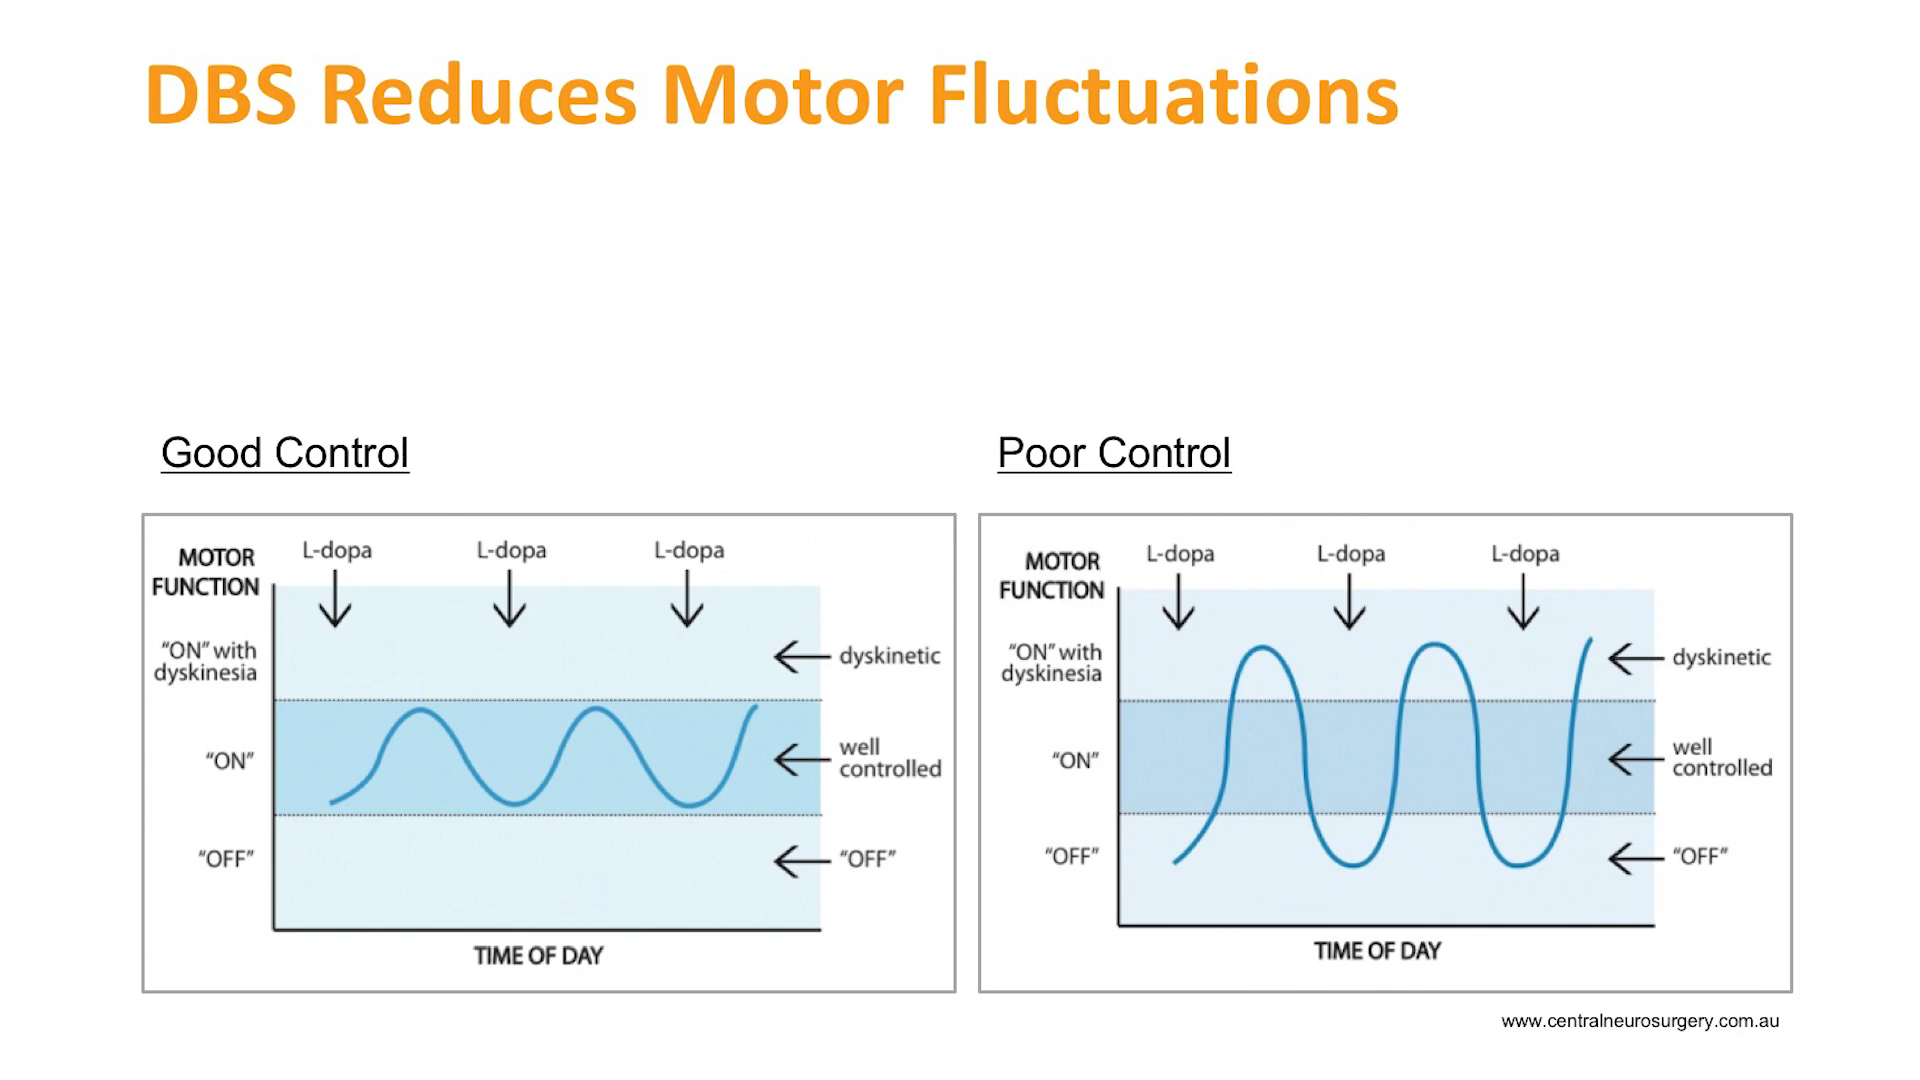 DBS Reduces Motor Fluctuations
Good Control
Poor Control
MOTOR
FUNCTION
L-dopa
L-dopa
L-dopa
“ON” with
dyskinesia
“ON”
“OFF”
dyskinetic
well
controlled
“OFF”
TIME OF DAY
MOTOR
FUNCTION
L-dopa
L-dopa
L-dopa
“ON” with
dyskinesia
“ON”
“OFF”
dyskinetic
well
controlled
“OFF”
TIME OF DAY
www.centralneurosurgery.com.au